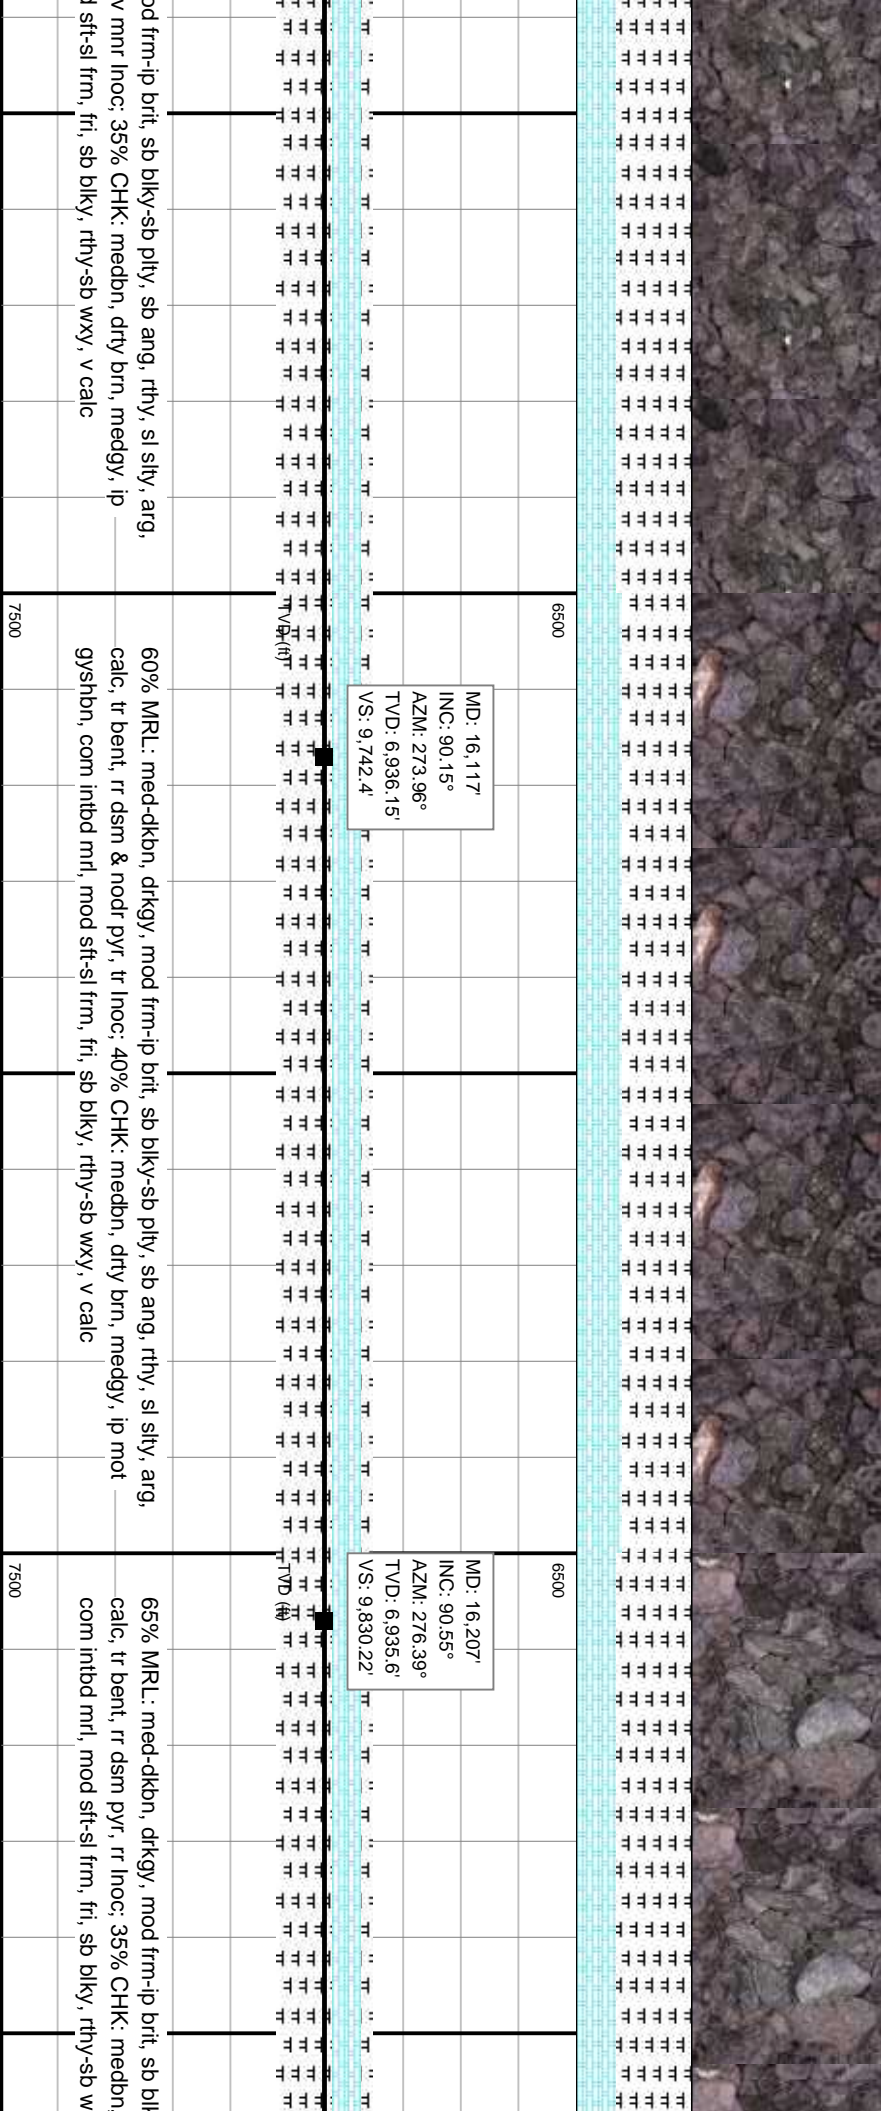 od frm-ip brit, sb blky-sb plty, sb ang, rthy, sl slty, arg,
v mnr Inoc; 35% CHK: medbn, drty brn, medgy, ip
sft-sl frm, fri, sb blky, rthy-sb wxy, v calc
6500
TVD (ft)
7500
MD: 16,117'
INC: 90.15°
AZM: 273.96°
TVD: 6,936.15'
VS: 9,742.4'
60% MRL: med-dkbn, drkgy, mod frm-ip brit, sb blky-sb plty, sb ang, rthy, sl slty, arg,
calc, tr bent, rr dsm & nodr pyr, tr Inoc; 40% CHK: medbn, drty brn, medgy, ip mot
gyshbn, com intbd mrl, mod sft-sl frm, fri, sb blky, rthy-sb wxy, v calc
6500
TVD (ft)
7500
MD: 16,207'
INC: 90.55°
AZM: 276.39°
TVD: 6,935.6'
VS: 9,830.22'
65% MRL: med-dkbn, drkgy, mod frm-ip brit, sb blk
calc, tr bent, rr dsm pyr, rr Inoc; 35% CHK: medbn,
com intbd mrl, mod sft-sl frm, fri, sb blky, rthy-sb w